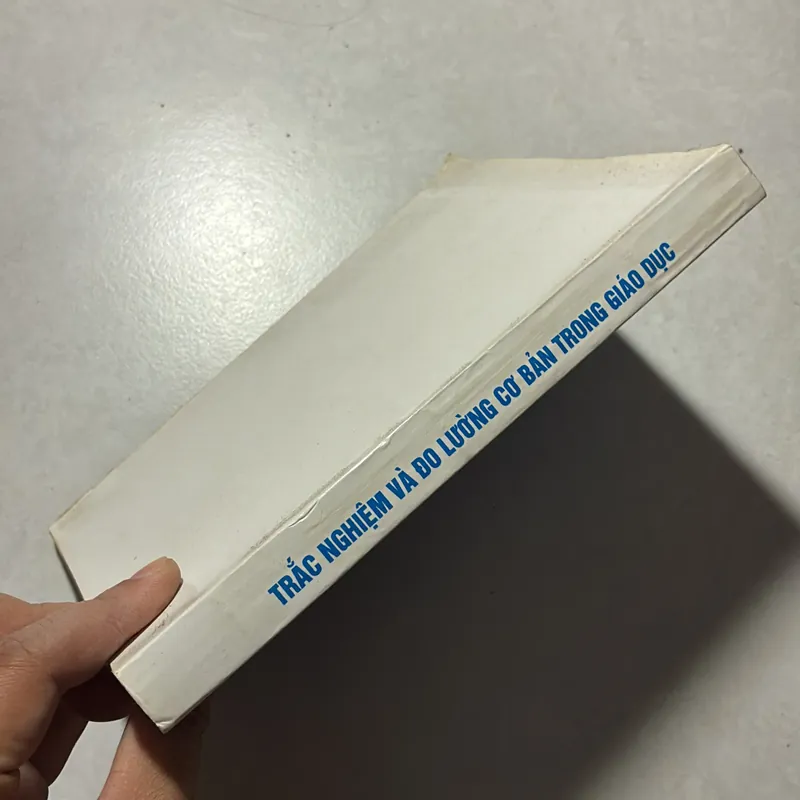 TRẮC NGHIỆM VÀ ĐO LƯỜNG CƠ BẢN TRONG GIÁO DỤC